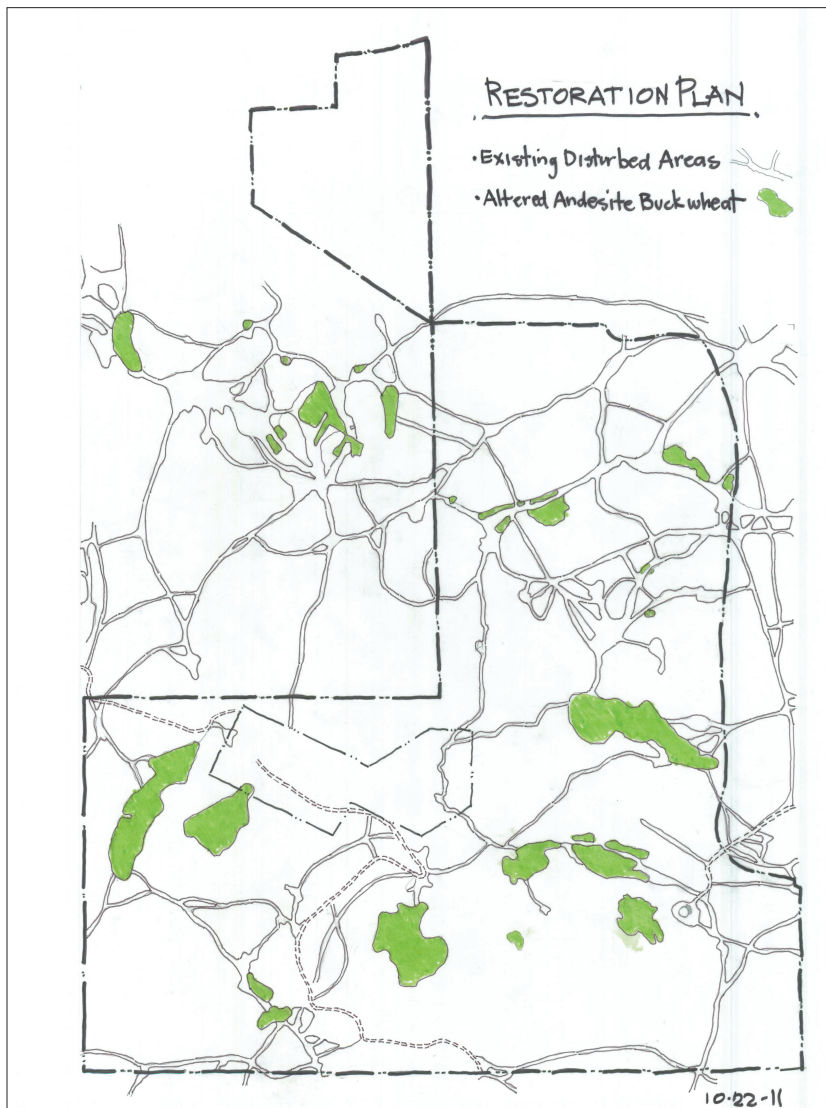 RESTORATION PLAN
• Existing Disturbed Areas
• Altered Andesite Buckwheat
10-22-11